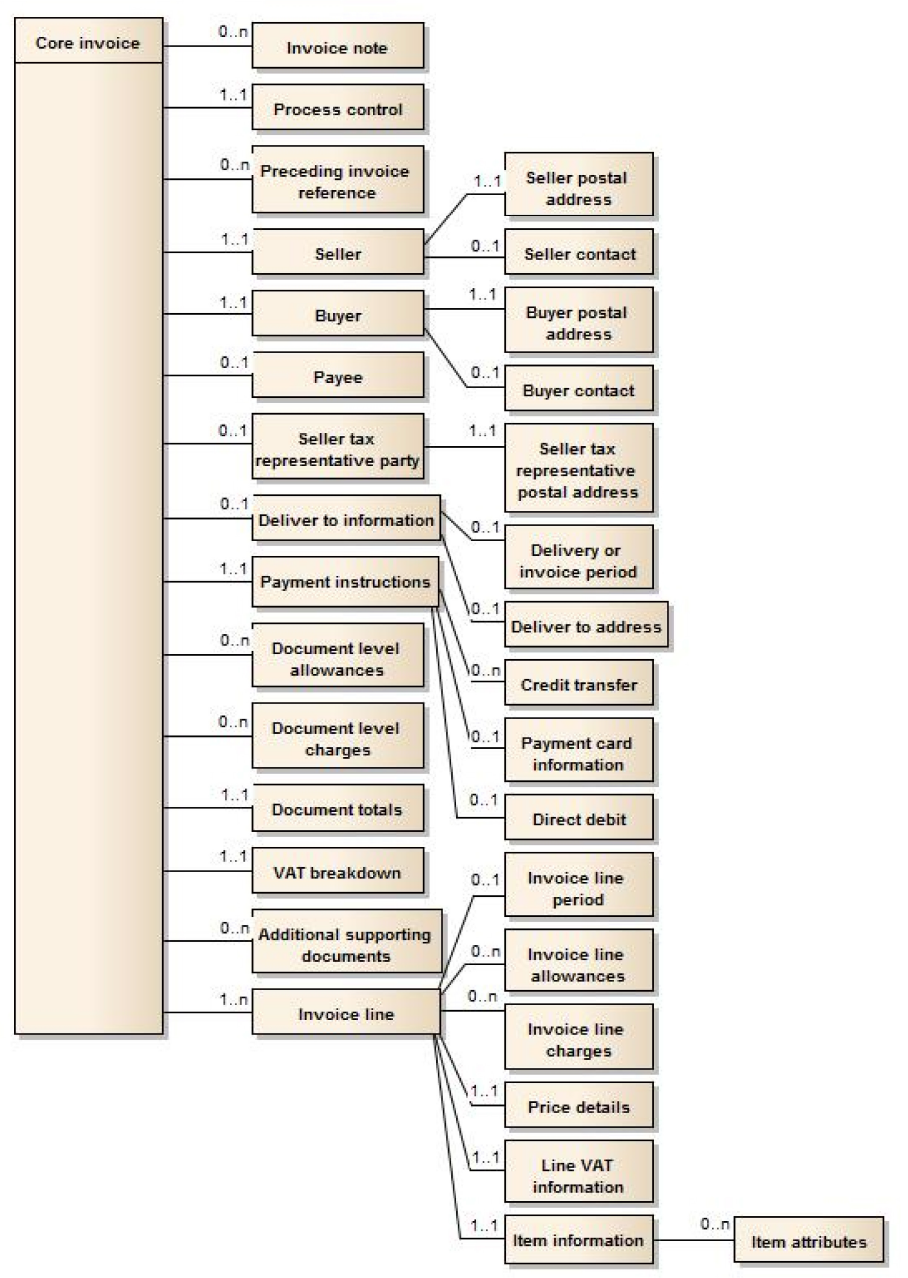 Core invoice
0..n
Invoice note
1..1
Process control
0..n
Preceding invoice
reference
1..1
Seller
1..1
Seller postal
address
0..1
Seller contact
1..1
Buyer
1..1
Buyer postal
address
0..1
Buyer contact
0..1
Payee
0..1
Seller tax
representative party
1..1
Seller tax
representative
postal address
0..1
Deliver to information
0..1
Delivery or
invoice period
0..1
Deliver to address
1..1
Payment instructions
0..n
Credit transfer
0..1
Payment card
information
0..1
Direct debit
0..n
Document level
allowances
0..n
Document level
charges
1..1
Document totals
1..1
VAT breakdown
0..n
Additional supporting
documents
1..n
Invoice line
0..1
Invoice line
period
0..n
Invoice line
allowances
0..n
Invoice line
charges
1..1
Price details
1..1
Line VAT
information
1..1
Item information
0..n
Item attributes